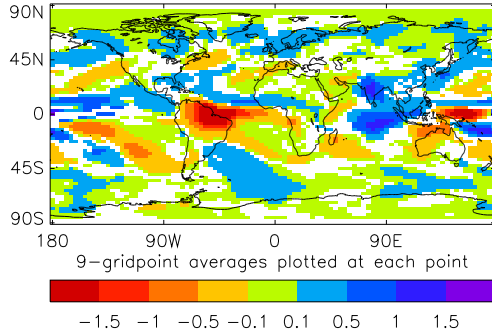 90N
45N
0
45S
90S
180 90W 0 90E
9-gridpoint averages plotted at each point
-1.5 -1 -0.5 -0.1 0.1 0.5 1 1.5